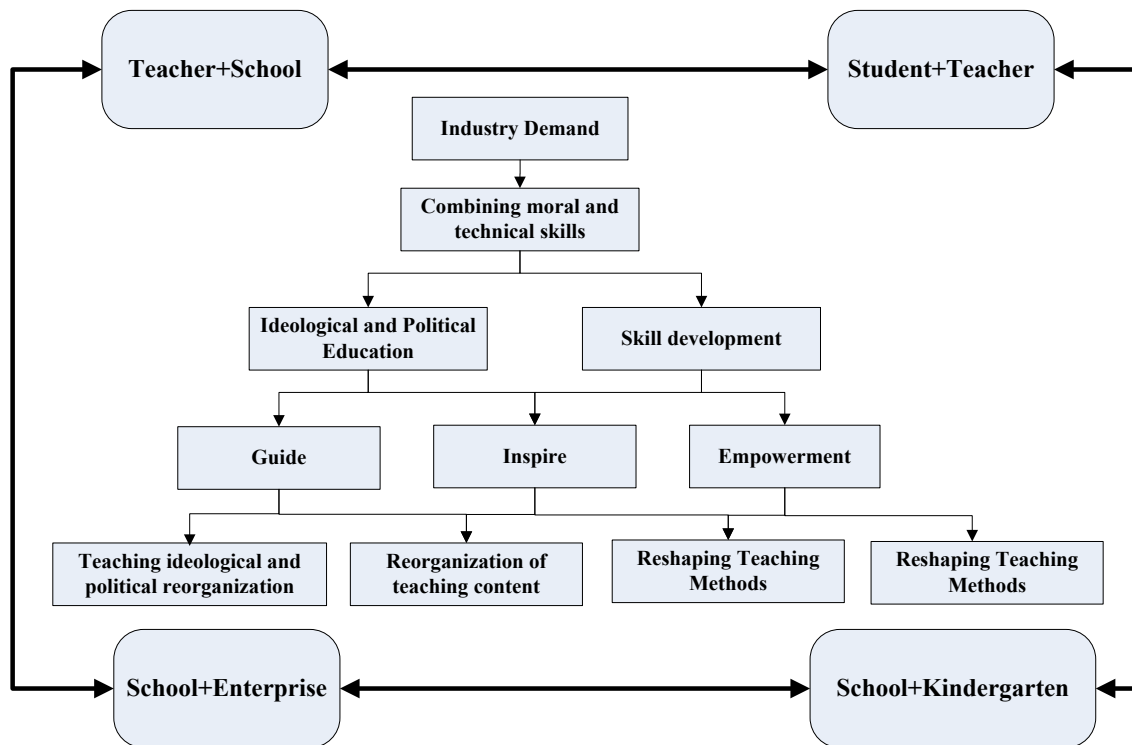 Teacher+School
Student+Teacher
Industry Demand
Combining moral and
technical skills
Ideological and Political
Education
Skill development
Guide
Inspire
Empowerment
Teaching ideological and
political reorganization
Reorganization of
teaching content
Reshaping Teaching
Methods
Reshaping Teaching
Methods
School+Enterprise
School+Kindergarten